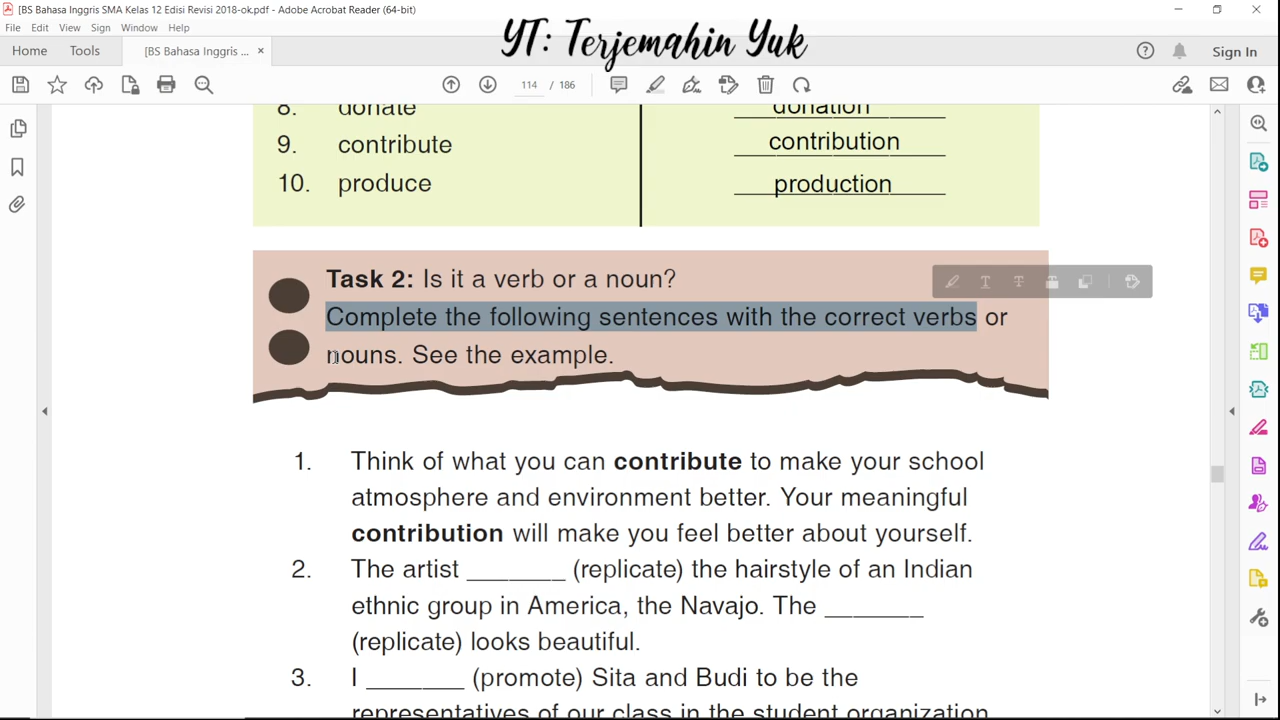 [BS Bahasa Inggris SMA Kelas 12 Edisi Revisi 2018-ok.pdf - Adobe Acrobat Reader (64-bit)
YT: Terjemahin Yuk
File Edit View Sign Window Help
Home Tools [BS Bahasa Inggris ... × Sign In
114 / 186
8. donate donation
9. contribute contribution
10. produce production
Task 2: Is it a verb or a noun?
Complete the following sentences with the correct verbs or
nouns. See the example.
1. Think of what you can contribute to make your school
atmosphere and environment better. Your meaningful
contribution will make you feel better about yourself.
2. The artist _______ (replicate) the hairstyle of an Indian
ethnic group in America, the Navajo. The _______
(replicate) looks beautiful.
3. I _______ (promote) Sita and Budi to be the
representatives of our class in the student organization